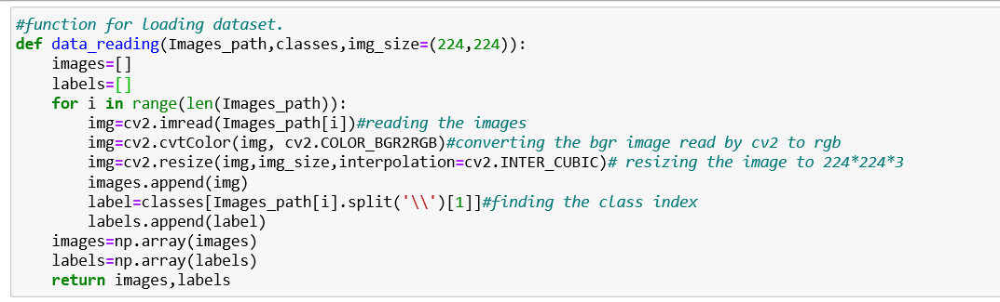 #function for loading dataset.
def data_reading(Images_path,classes,img_size=(224,224)):
    images=[]
    labels=[]
    for i in range(len(Images_path)):
        img=cv2.imread(Images_path[i])#reading the images
        img=cv2.cvtColor(img, cv2.COLOR_BGR2RGB)#converting the bgr image read by cv2 to rgb
        img=cv2.resize(img,img_size,interpolation=cv2.INTER_CUBIC)# resizing the image to 224*224*3
        images.append(img)
        label=classes[Images_path[i].split('\\')[1]]#finding the class index
        labels.append(label)
    images=np.array(images)
    labels=np.array(labels)
    return images,labels